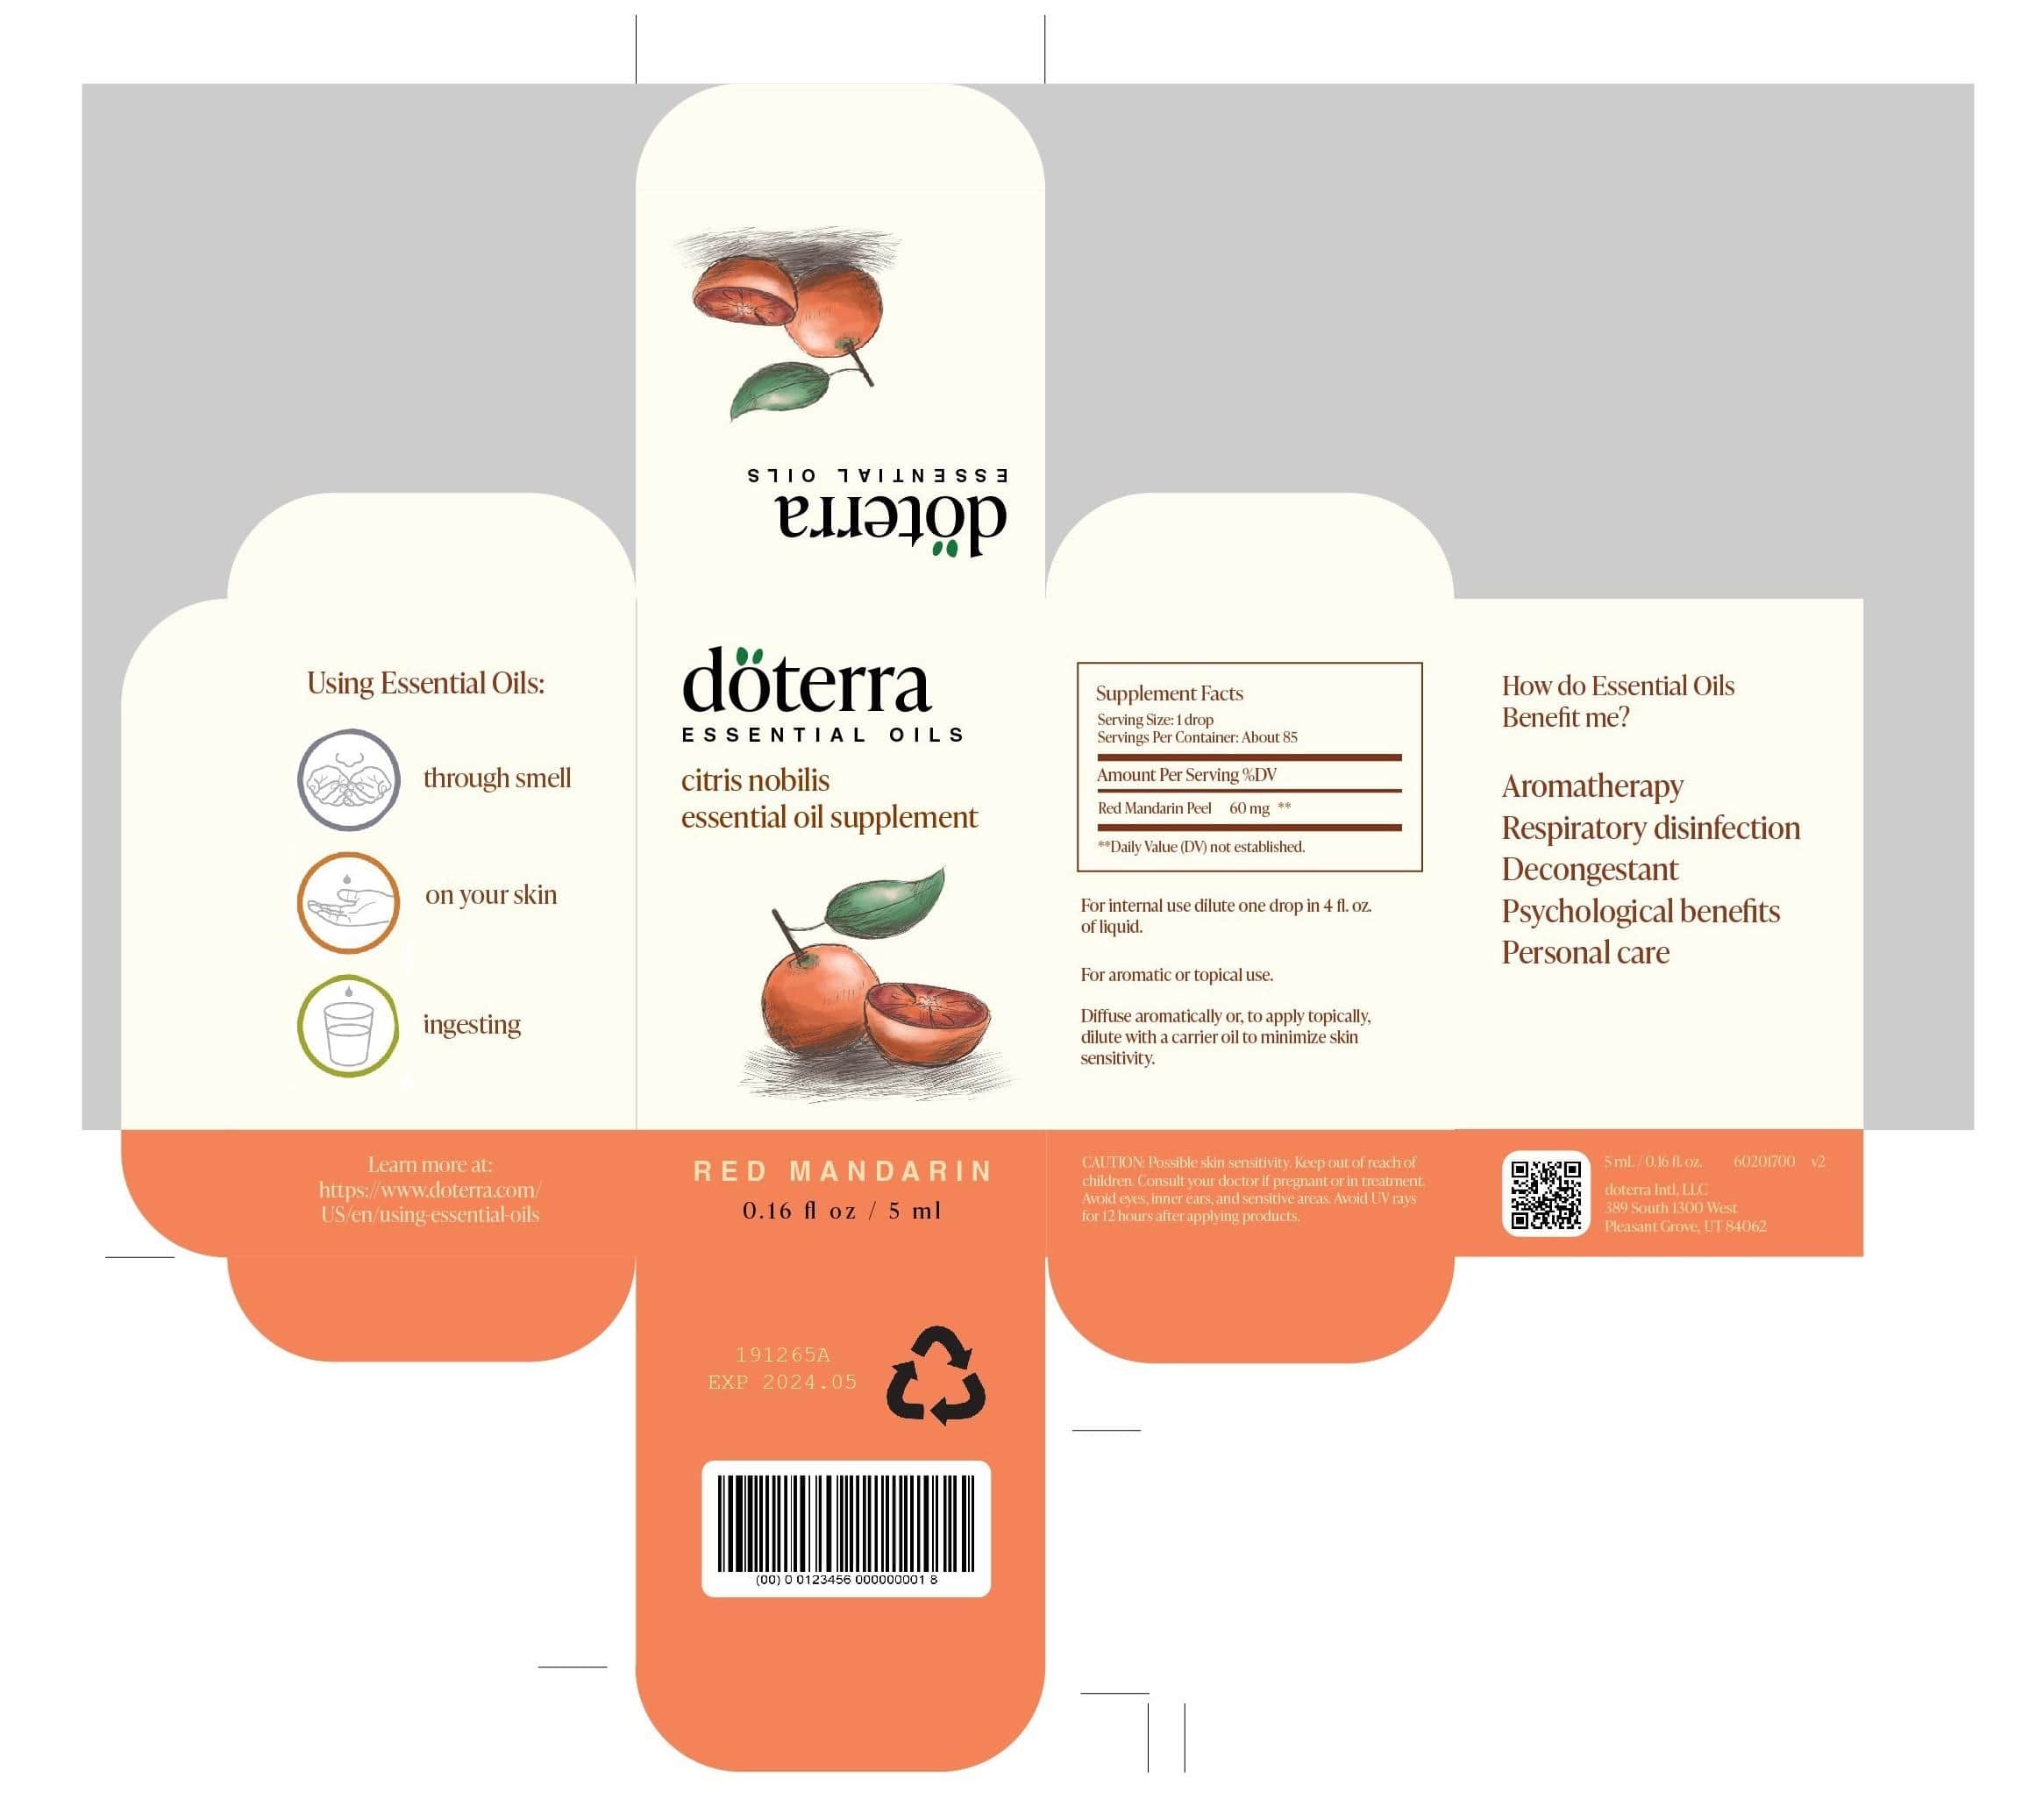 döterra
ESSENTIAL OILS
Using Essential Oils:
through smell
on your skin
ingesting
Learn more at:
https://www.doterra.com/
US/en/using-essential-oils
döterra
ESSENTIAL OILS
citris nobilis
essential oil supplement
RED MANDARIN
0.16 fl oz / 5 ml
191265A
EXP 2024.05
(00) 0 0123456 000000001 8
Supplement Facts
Serving Size: 1 drop
Servings Per Container: About 85
Amount Per Serving %DV
Red Mandarin Peel 60 mg **
**Daily Value (DV) not established.
For internal use dilute one drop in 4 fl. oz.
of liquid.
For aromatic or topical use.
Diffuse aromatically or, to apply topically,
dilute with a carrier oil to minimize skin
sensitivity.
CAUTION: Possible skin sensitivity. Keep out of reach of
children. Consult your doctor if pregnant or in treatment.
Avoid eyes, inner ears, and sensitive areas. Avoid UV rays
for 12 hours after applying products.
How do Essential Oils
Benefit me?
Aromatherapy
Respiratory disinfection
Decongestant
Psychological benefits
Personal care
5 mL / 0.16 fl. oz. 60201700 v2
doterra Intl, LLC
389 South 1300 West
Pleasant Grove, UT 84062